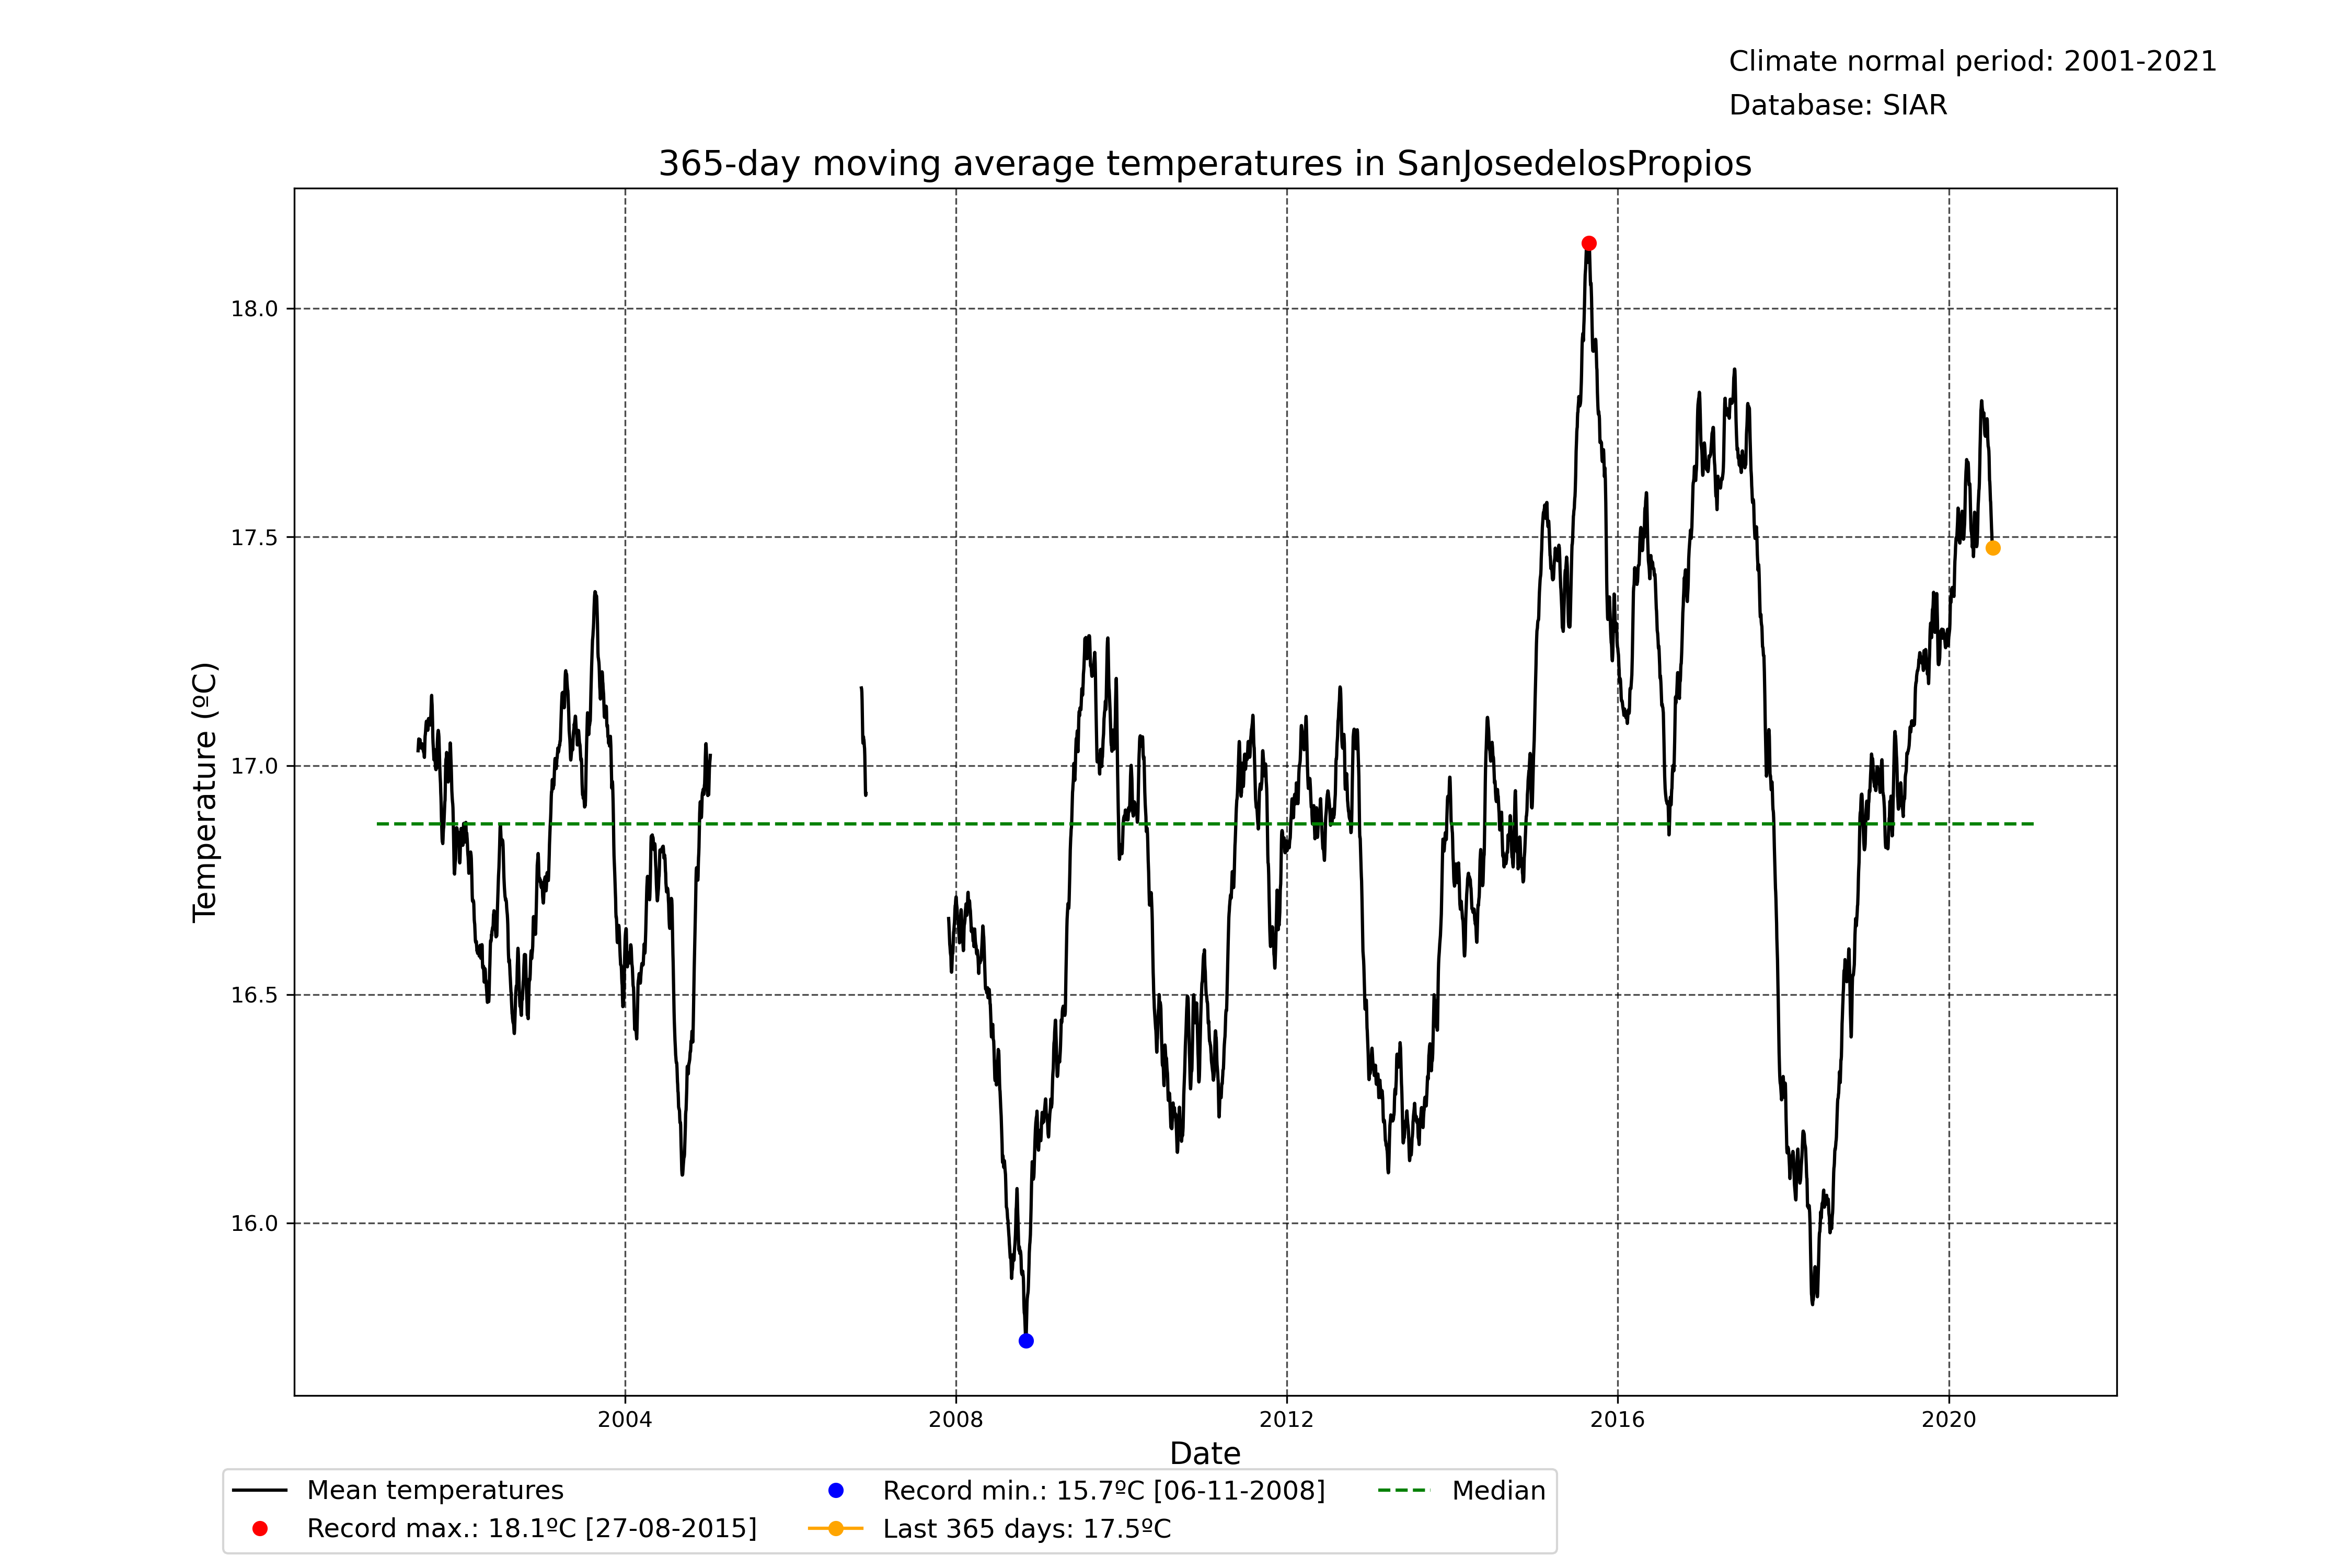 Climate normal period: 2001-2021
Database: SIAR
365-day moving average temperatures in SanJosedelosPropios
18.0
17.5
17.0
16.5
16.0
Temperature (ºC)
2004 2008 2012 2016 2020
Date
Mean temperatures
Record max.: 18.1ºC [27-08-2015]
Record min.: 15.7ºC [06-11-2008]
Last 365 days: 17.5ºC
Median